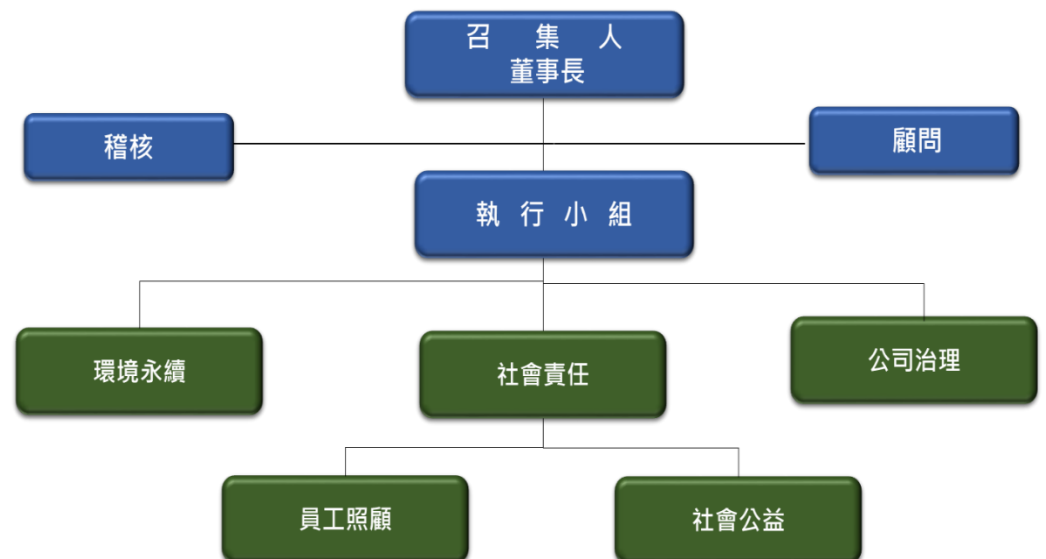 召 集 人
董事長
稽核
顧問
執 行 小 組
環境永續
社會責任
公司治理
員工照顧
社會公益